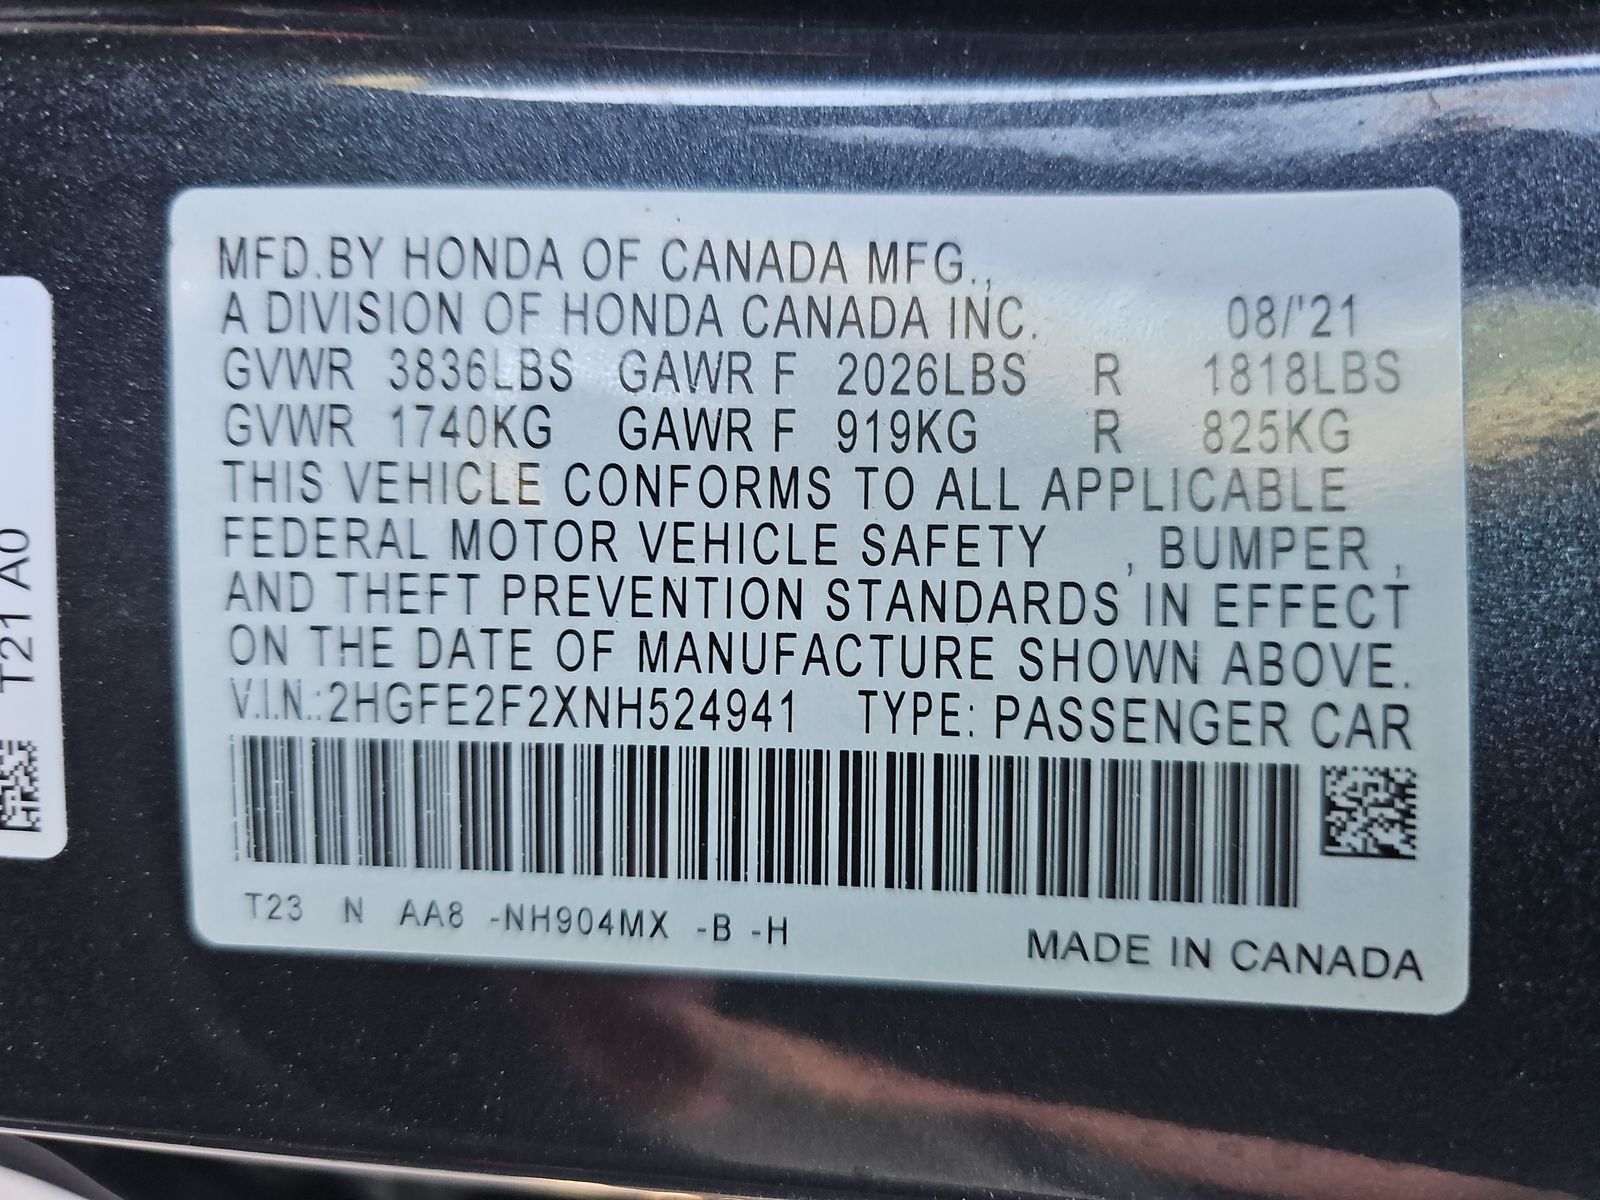 MFD.BY HONDA OF CANADA MFG.,
A DIVISION OF HONDA CANADA INC. 08/'21
GVWR 3836LBS GAWR F 2026LBS R 1818LBS
GVWR 1740KG GAWR F 919KG R 825KG
THIS VEHICLE CONFORMS TO ALL APPLICABLE
FEDERAL MOTOR VEHICLE SAFETY , BUMPER ,
AND THEFT PREVENTION STANDARDS IN EFFECT
ON THE DATE OF MANUFACTURE SHOWN ABOVE.
V.I.N.:2HGFE2F2XNH524941 TYPE: PASSENGER CAR
T23 N AA8 -NH904MX -B -H
MADE IN CANADA
T21 A0